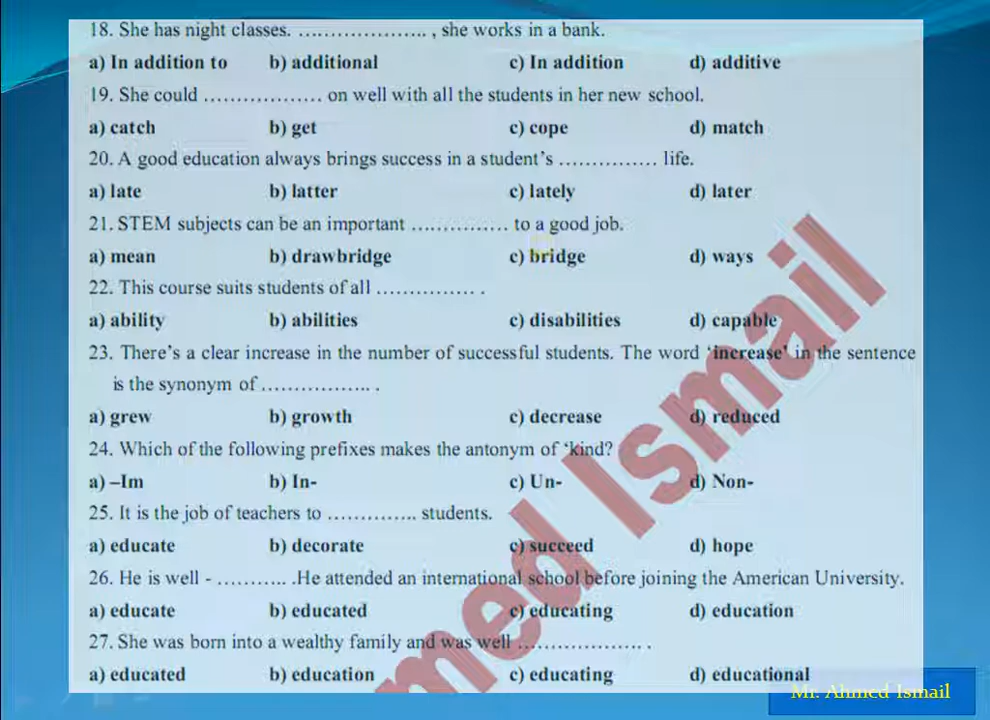 18. She has night classes. ………………… , she works in a bank.
a) In addition to b) additional c) In addition d) additive
19. She could ……………… on well with all the students in her new school.
a) catch b) get c) cope d) match
20. A good education always brings success in a student’s …………… life.
a) late b) latter c) lately d) later
21. STEM subjects can be an important …………… to a good job.
a) mean b) drawbridge c) bridge d) ways
22. This course suits students of all …………… .
a) ability b) abilities c) disabilities d) capable
23. There’s a clear increase in the number of successful students. The word ‘increase’ in the sentence
is the synonym of …………….. .
a) grew b) growth c) decrease d) reduced
24. Which of the following prefixes makes the antonym of ‘kind?
a) –Im b) In- c) Un- d) Non-
25. It is the job of teachers to ………….. students.
a) educate b) decorate c) succeed d) hope
26. He is well - ……….. .He attended an international school before joining the American University.
a) educate b) educated c) educating d) education
27. She was born into a wealthy family and was well ………………. .
a) educated b) education c) educating d) educational
med Ismail
Mr. Ahmed Ismail